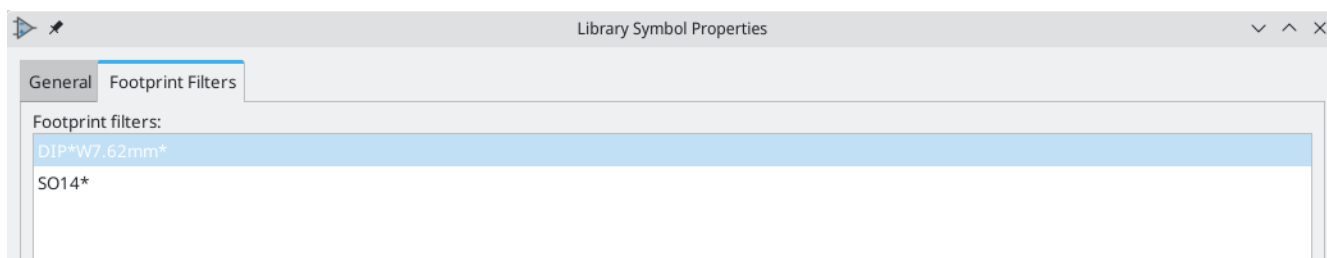 Library Symbol Properties
General Footprint Filters
Footprint filters:
DIP*W7.62mm*
SO14*